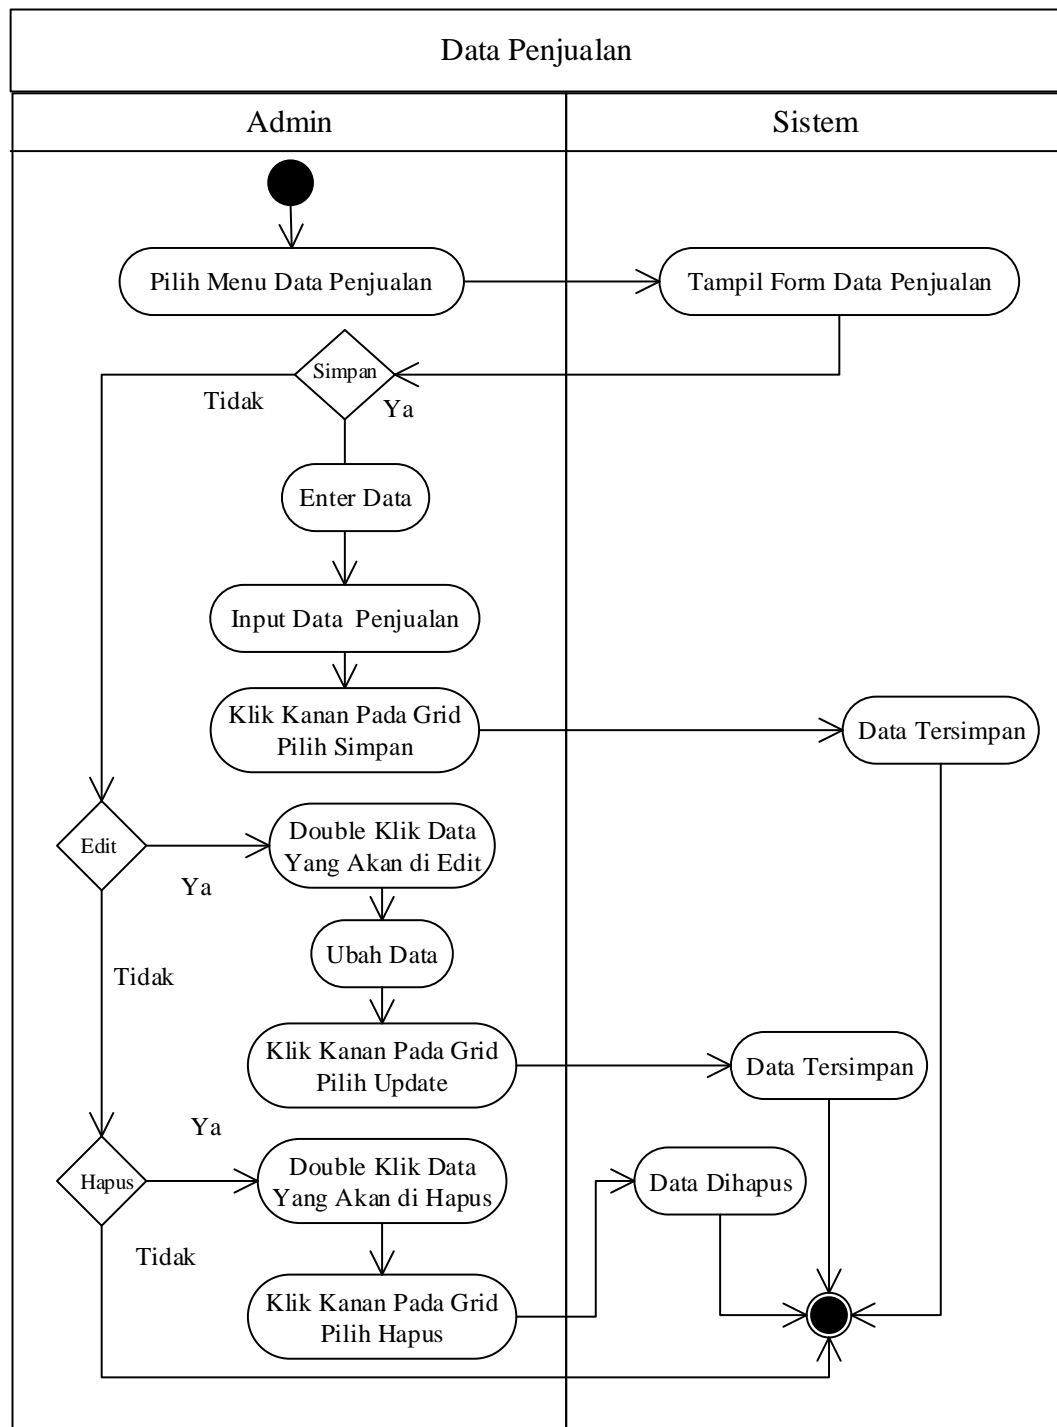 Data Penjualan
Admin
Sistem
Pilih Menu Data Penjualan
Tampil Form Data Penjualan
Simpan
Tidak
Ya
Enter Data
Input Data  Penjualan
Klik Kanan Pada Grid
Pilih Simpan
Data Tersimpan
Edit
Ya
Double Klik Data
Yang Akan di Edit
Ubah Data
Tidak
Klik Kanan Pada Grid
Pilih Update
Data Tersimpan
Ya
Hapus
Double Klik Data
Yang Akan di Hapus
Data Dihapus
Tidak
Klik Kanan Pada Grid
Pilih Hapus